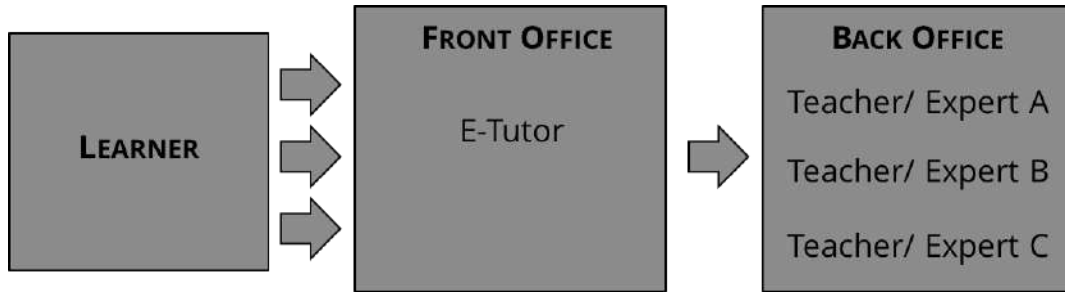 LEARNER
FRONT OFFICE
E-Tutor
BACK OFFICE
Teacher/ Expert A
Teacher/ Expert B
Teacher/ Expert C